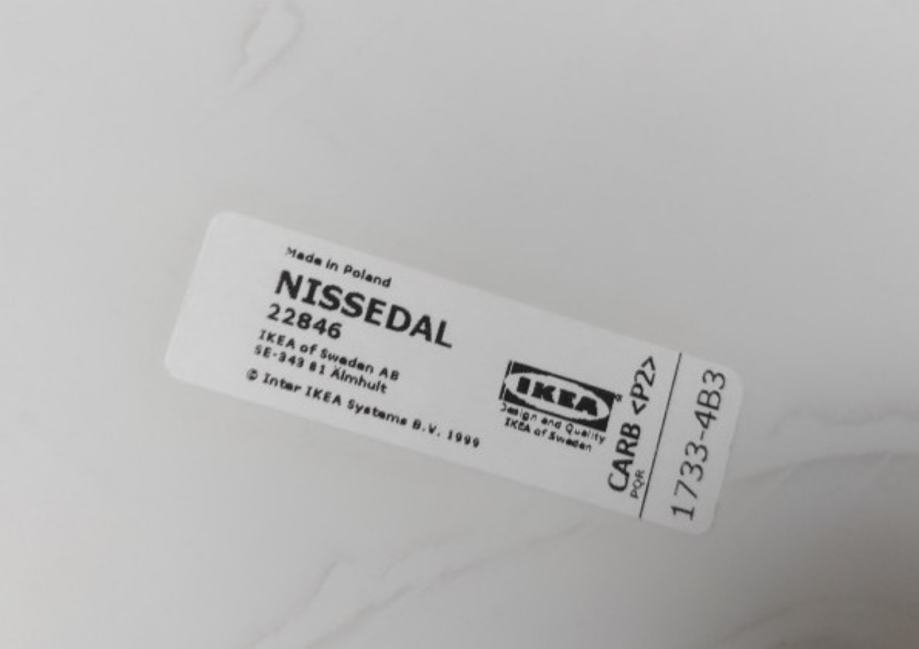 Made in Poland
NISSEDAL
22846
IKEA of Sweden AB
SE-343 81 Älmhult
© Inter IKEA Systems B.V. 1999
IKEA®
Design and Quality
IKEA of Sweden
CARB <P2>
PQR
1733-4B3